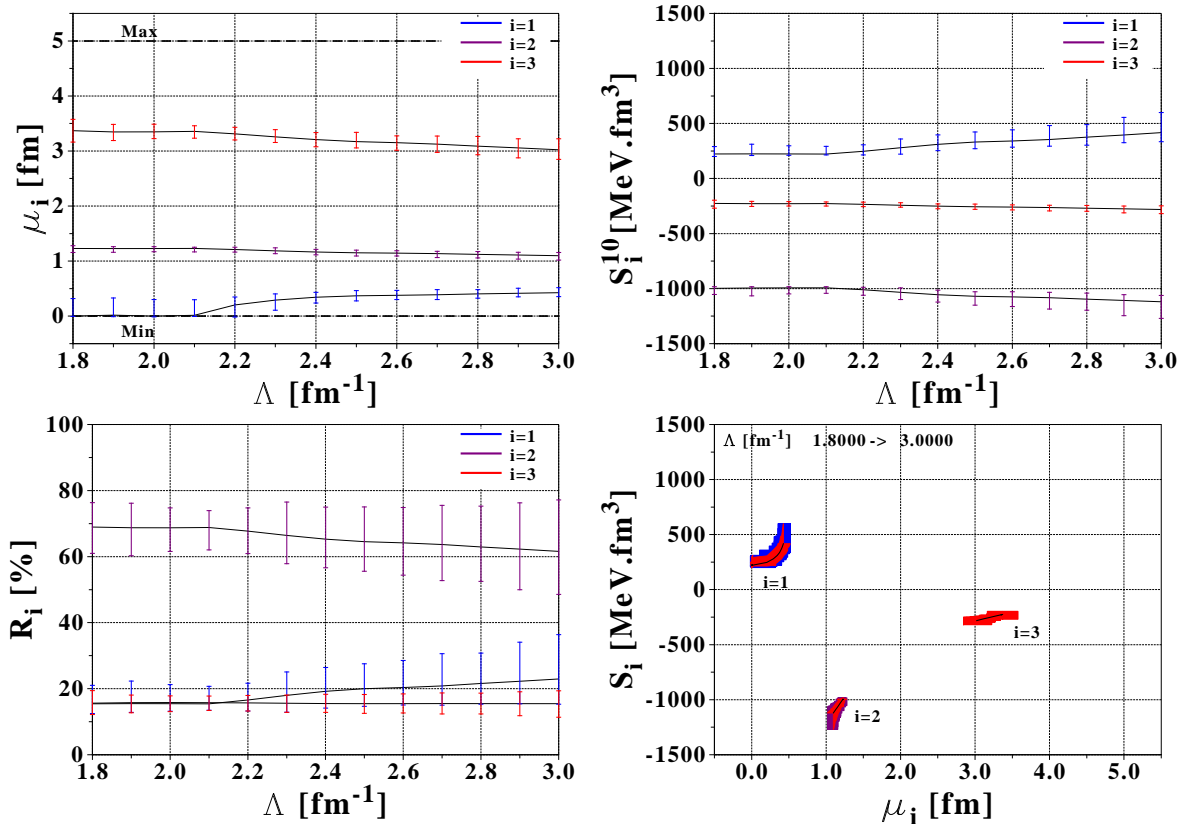 5
4
3
2
1
0
μi [fm]
Max
Min
i=1
i=2
i=3
1.8 2.0 2.2 2.4 2.6 2.8 3.0
Λ [fm-1]
1500
1000
500
0
-500
-1000
-1500
Si10 [MeV.fm3]
i=1
i=2
i=3
1.8 2.0 2.2 2.4 2.6 2.8 3.0
Λ [fm-1]
100
80
60
40
20
0
Ri [%]
i=1
i=2
i=3
1.8 2.0 2.2 2.4 2.6 2.8 3.0
Λ [fm-1]
1500
1000
500
0
-500
-1000
-1500
Si [MeV.fm3]
Λ [fm-1] 1.8000 -> 3.0000
i=1
i=3
i=2
0.0 1.0 2.0 3.0 4.0 5.0
μi [fm]